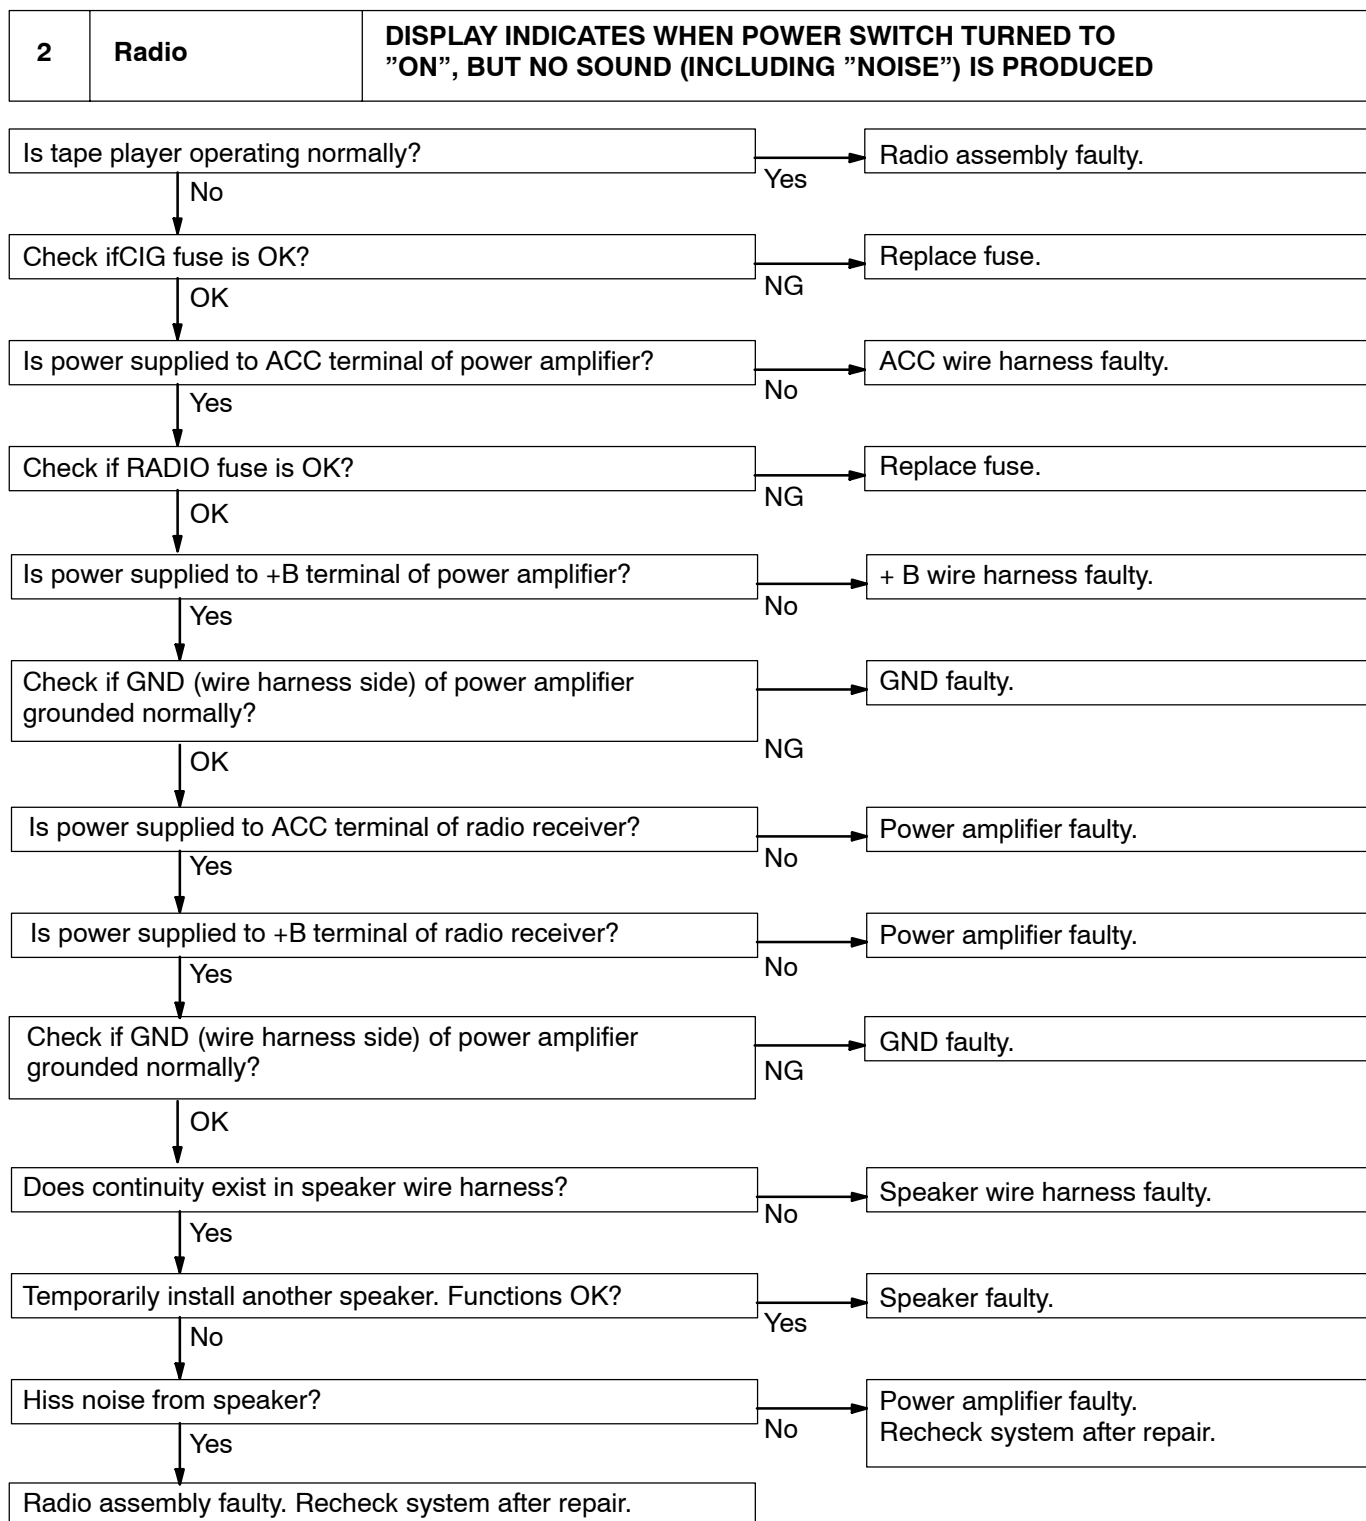 2
Radio
DISPLAY INDICATES WHEN POWER SWITCH TURNED TO
”ON”, BUT NO SOUND (INCLUDING ”NOISE”) IS PRODUCED
Is tape player operating normally?
Yes
Radio assembly faulty.
No
Check ifCIG fuse is OK?
NG
Replace fuse.
OK
Is power supplied to ACC terminal of power amplifier?
No
ACC wire harness faulty.
Yes
Check if RADIO fuse is OK?
NG
Replace fuse.
OK
Is power supplied to +B terminal of power amplifier?
No
+ B wire harness faulty.
Yes
Check if GND (wire harness side) of power amplifier
grounded normally?
NG
GND faulty.
OK
Is power supplied to ACC terminal of radio receiver?
No
Power amplifier faulty.
Yes
Is power supplied to +B terminal of radio receiver?
No
Power amplifier faulty.
Yes
Check if GND (wire harness side) of power amplifier
grounded normally?
NG
GND faulty.
OK
Does continuity exist in speaker wire harness?
No
Speaker wire harness faulty.
Yes
Temporarily install another speaker. Functions OK?
Yes
Speaker faulty.
No
Hiss noise from speaker?
No
Power amplifier faulty.
Recheck system after repair.
Yes
Radio assembly faulty. Recheck system after repair.